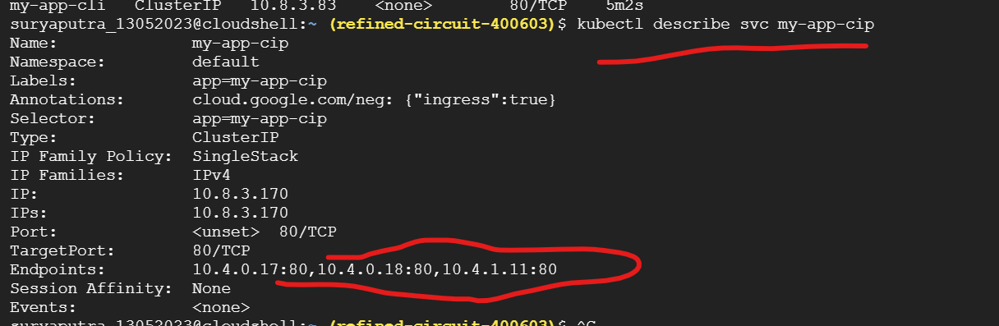 my-app-cli   ClusterIP   10.8.3.83    <none>        80/TCP    5m2s
suryaputra_13052023@cloudshell:~ (refined-circuit-400603)$ kubectl describe svc my-app-cip
Name:              my-app-cip
Namespace:         default
Labels:            app=my-app-cip
Annotations:       cloud.google.com/neg: {"ingress":true}
Selector:          app=my-app-cip
Type:              ClusterIP
IP Family Policy:  SingleStack
IP Families:       IPv4
IP:                10.8.3.170
IPs:               10.8.3.170
Port:              <unset>  80/TCP
TargetPort:        80/TCP
Endpoints:         10.4.0.17:80,10.4.0.18:80,10.4.1.11:80
Session Affinity:  None
Events:            <none>
suryaputra_13052023@cloudshell:~ (refined-circuit-400603)$ ^C